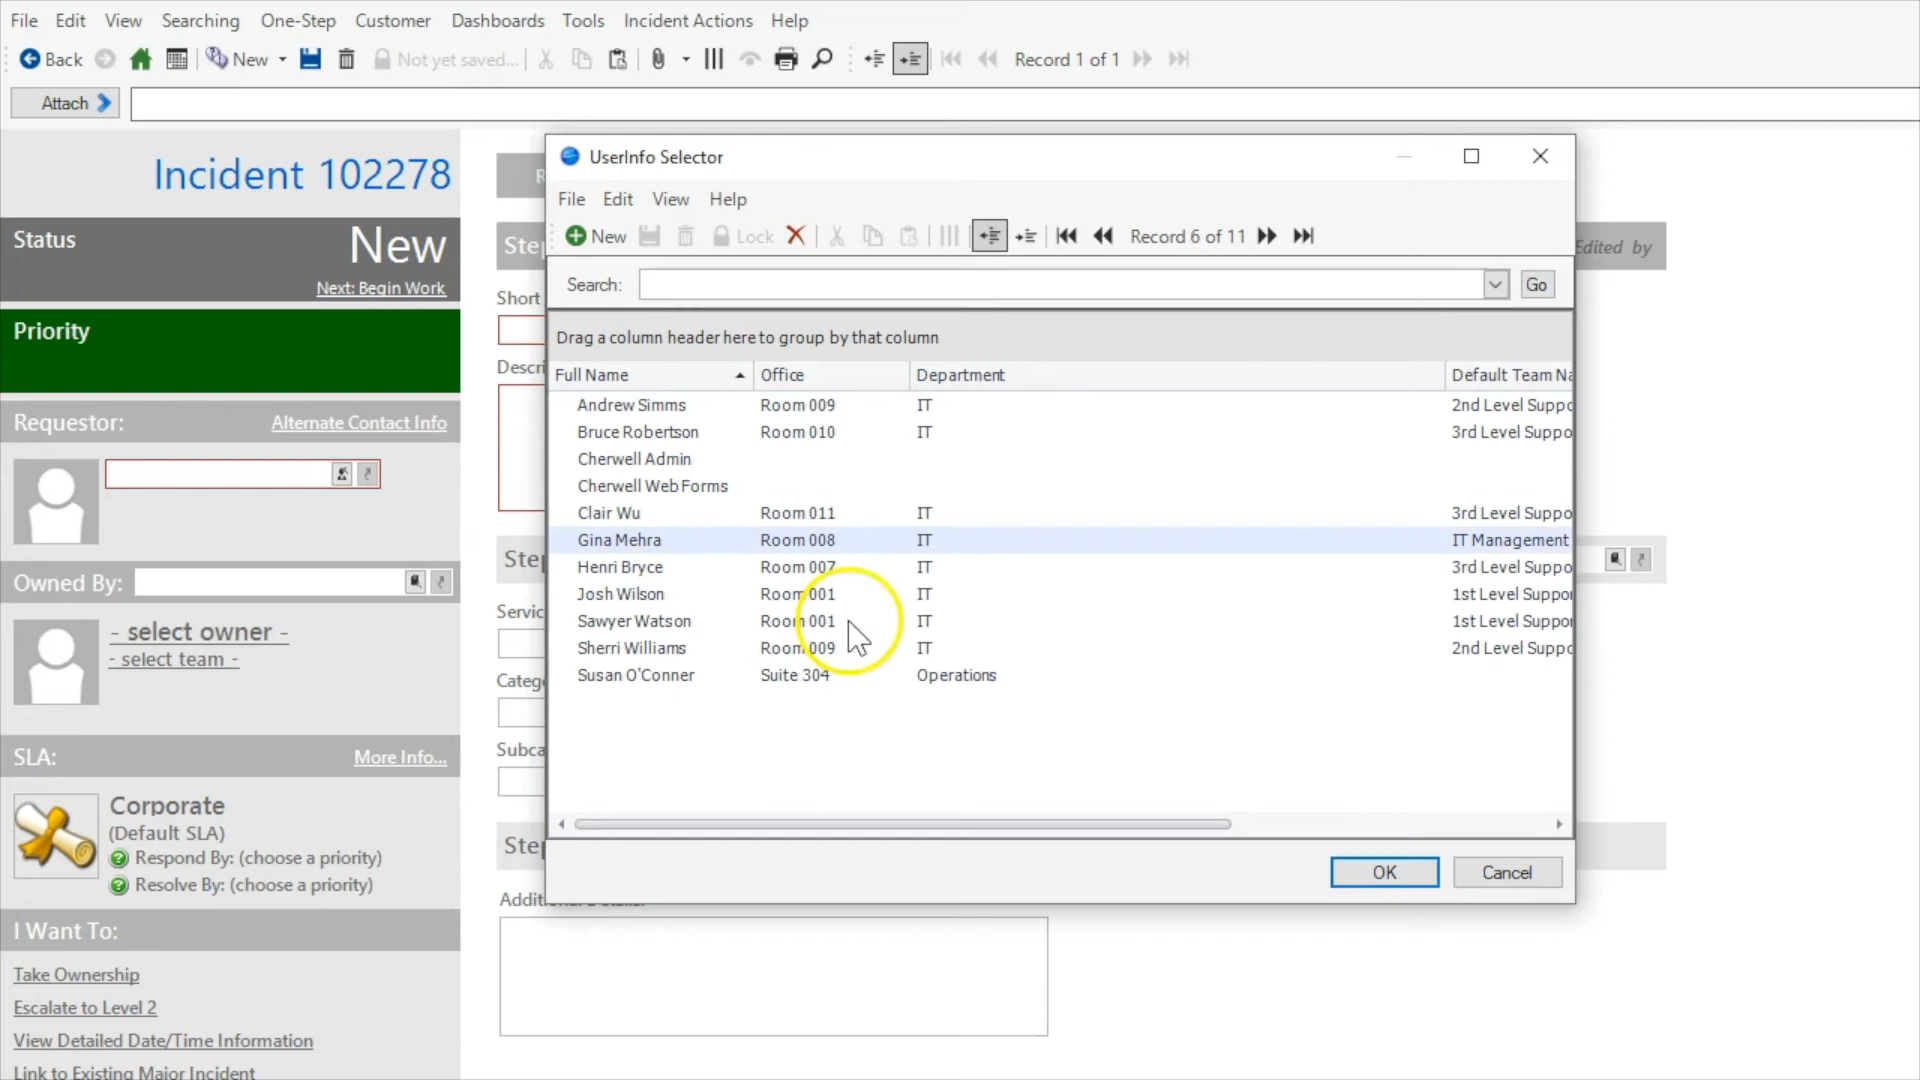 File Edit View Searching One-Step Customer Dashboards Tools Incident Actions Help
Back New Not yet saved... Record 1 of 1
Attach
Incident 102278
Status New
Next: Begin Work
Priority
Requestor: Alternate Contact Info
Owned By:
- select owner -
- select team -
SLA: More Info...
Corporate
(Default SLA)
Respond By: (choose a priority)
Resolve By: (choose a priority)
I Want To:
Take Ownership
Escalate to Level 2
View Detailed Date/Time Information
Link to Existing Major Incident
Short
Edited by
UserInfo Selector
File Edit View Help
New Lock Record 6 of 11
Search: Go
Drag a column header here to group by that column
Full Name Office Department Default Team Na
Andrew Simms Room 009 IT 2nd Level Suppo
Bruce Robertson Room 010 IT 3rd Level Suppo
Cherwell Admin
Cherwell Web Forms
Clair Wu Room 011 IT 3rd Level Suppo
Gina Mehra Room 008 IT IT Management
Henri Bryce Room 007 IT 3rd Level Suppo
Josh Wilson Room 001 IT 1st Level Suppor
Sawyer Watson Room 001 IT 1st Level Suppor
Sherri Williams Room 009 IT 2nd Level Suppo
Susan O'Conner Suite 304 Operations
OK Cancel